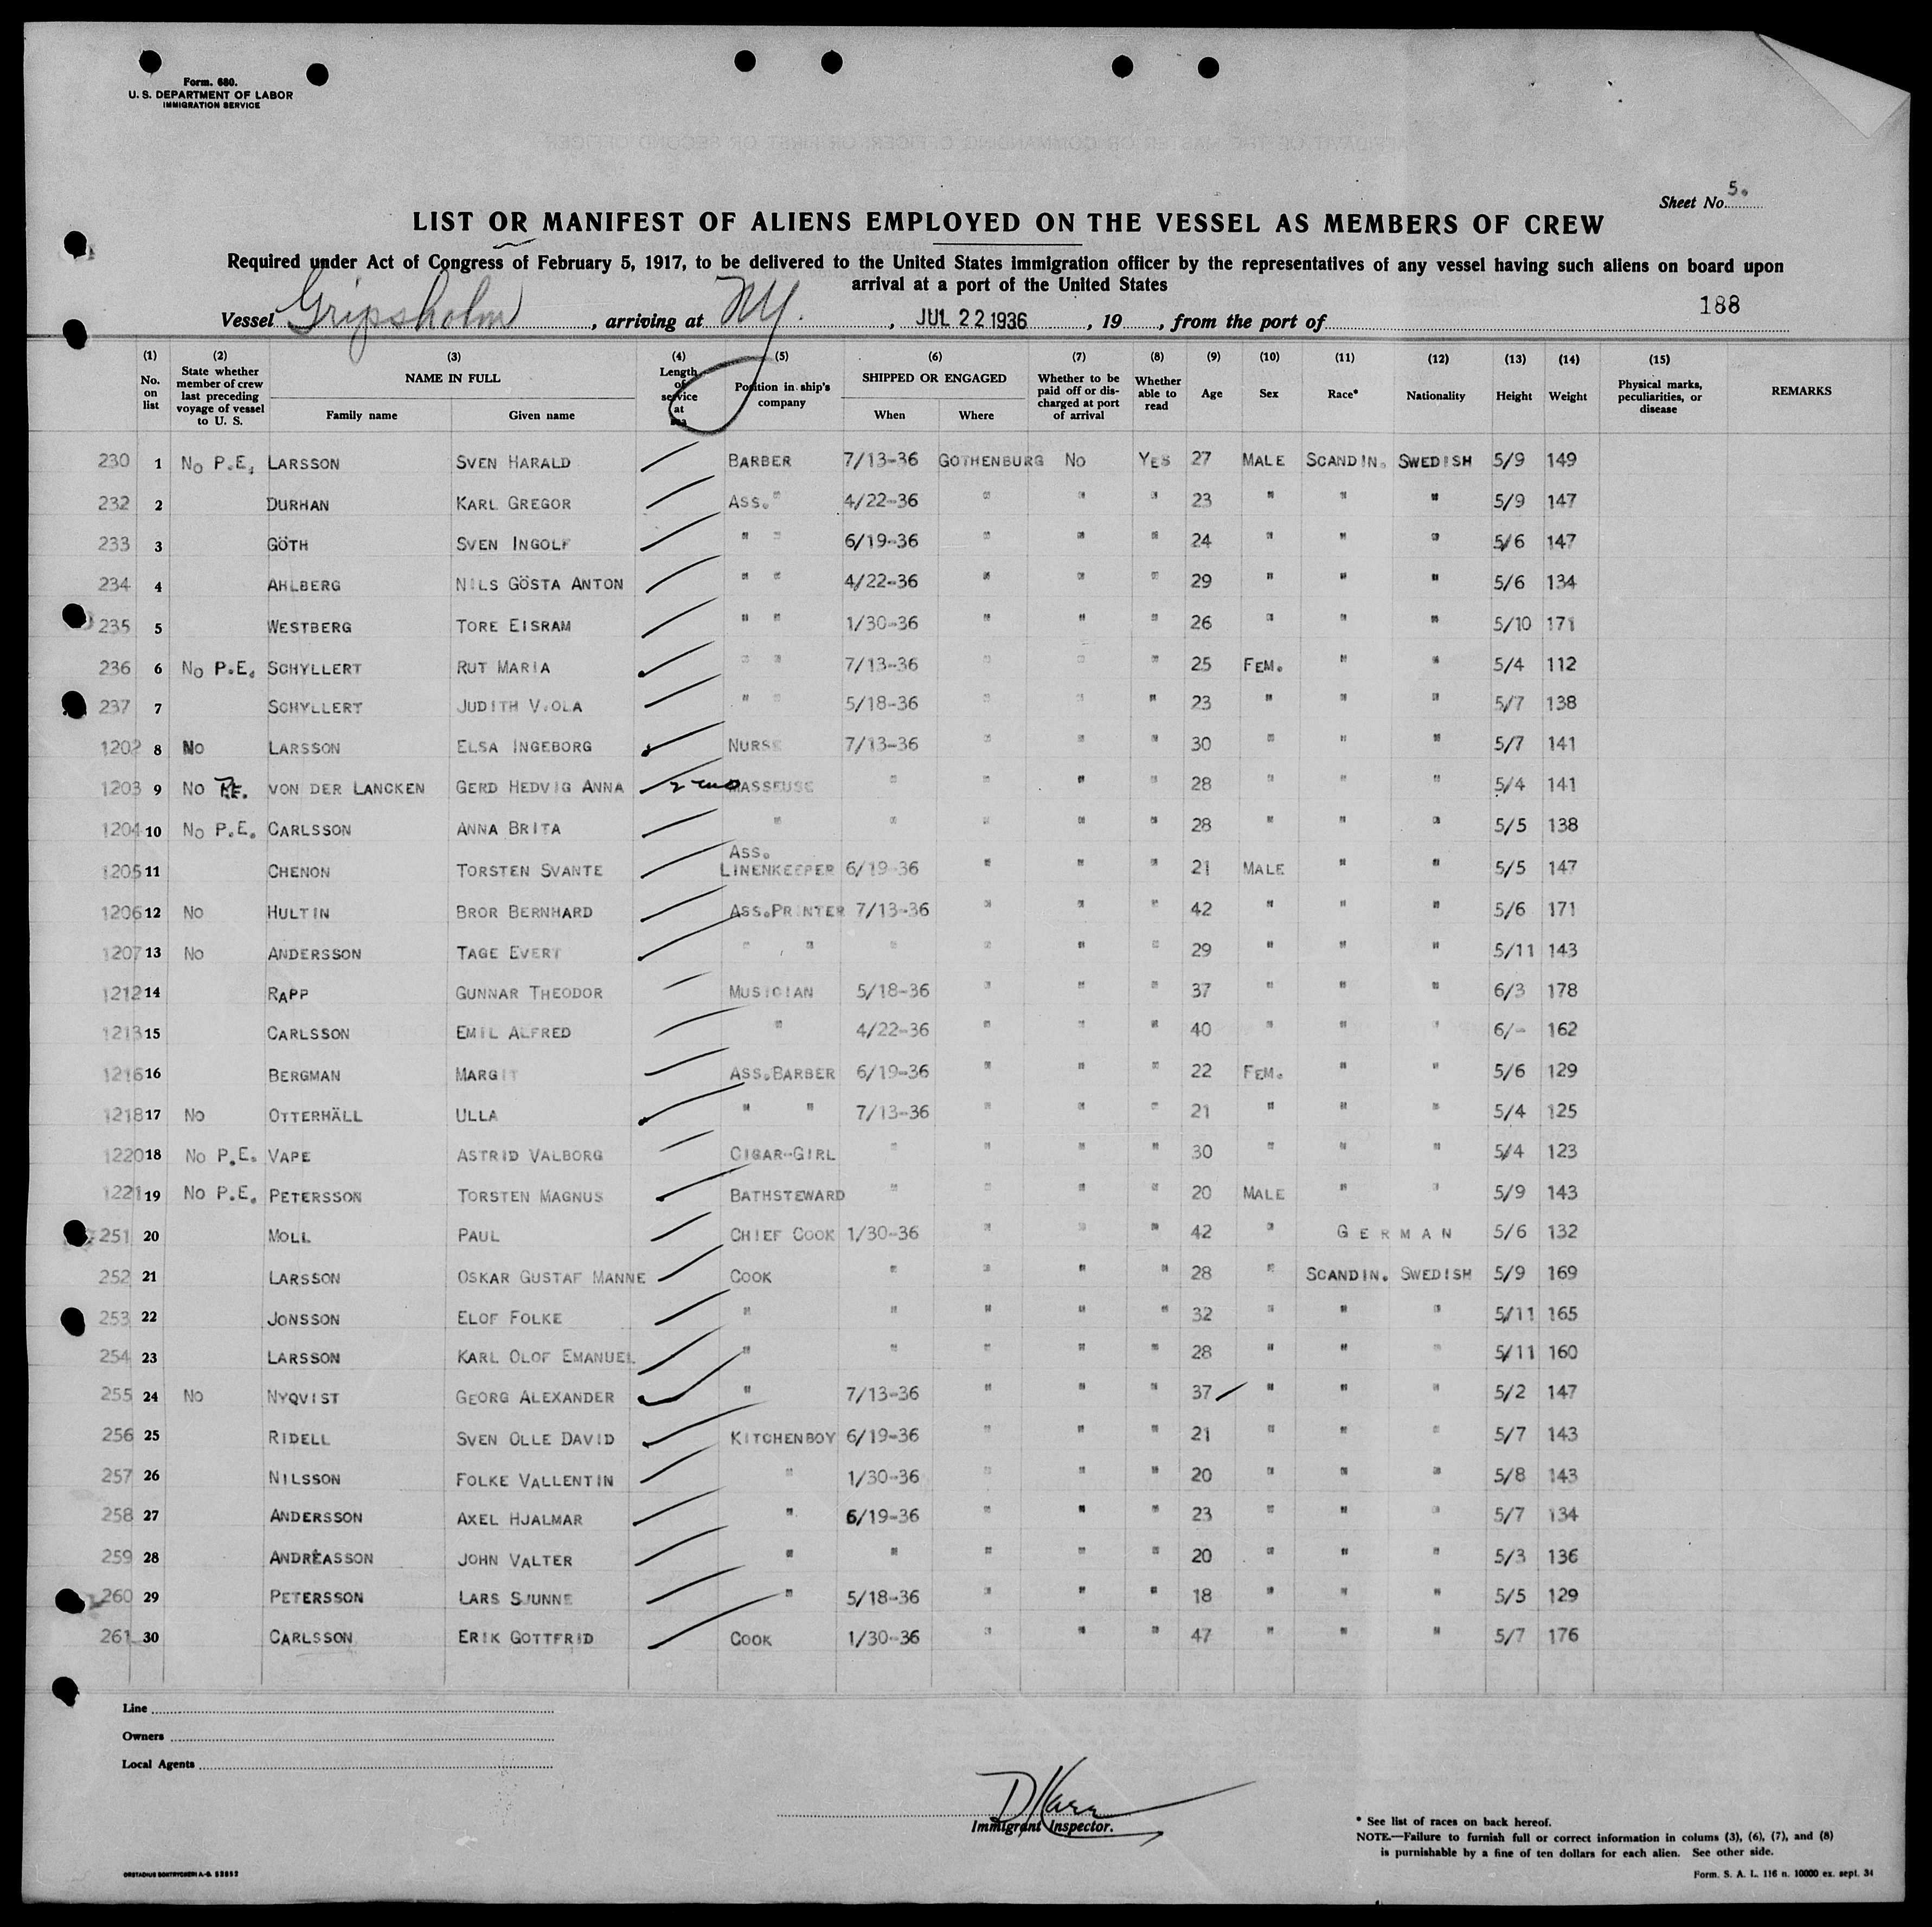 Form. 680.
U. S. DEPARTMENT OF LABOR
IMMIGRATION SERVICE
Sheet No. 5.
LIST OR MANIFEST OF ALIENS EMPLOYED ON THE VESSEL AS MEMBERS OF CREW
Required under Act of Congress of February 5, 1917, to be delivered to the United States immigration officer by the representatives of any vessel having such aliens on board upon
arrival at a port of the United States
188
Vessel Gripsholm, arriving at NY., JUL 22 1936, 19, from the port of
(1) (2) (3) (4) (5) (6) (7) (8) (9) (10) (11) (12) (13) (14) (15)
No. on list State whether member of crew last preceding voyage of vessel to U. S. NAME IN FULL Family name Given name Length of service at sea Position in ship's company SHIPPED OR ENGAGED When Where Whether to be paid off or discharged at port of arrival Whether able to read Age Sex Race* Nationality Height Weight Physical marks, peculiarities, or disease REMARKS
230 1 No P.E. LARSSON SVEN HARALD BARBER 7/13-36 GOTHENBURG No YES 27 MALE SCANDIN. SWEDISH 5/9 149
232 2 DURHAN KARL GREGOR ASS. " 4/22-36 " " " 23 " " " 5/9 147
233 3 GÖTH SVEN INGOLF " " 6/19-36 " " " 24 " " " 5/6 147
234 4 AHLBERG NILS GÖSTA ANTON " " 4/22-36 " " " 29 " " " 5/6 134
235 5 WESTBERG TORE EISRAM " " 1/30-36 " " " 26 " " " 5/10 171
236 6 No P.E. SCHYLLERT RUT MARIA " " 7/13-36 " " " 25 FEM. " " 5/4 112
237 7 SCHYLLERT JUDITH VIOLA " " 5/18-36 " " " 23 " " " 5/7 138
1202 8 No LARSSON ELSA INGEBORG NURSE 7/13-36 " " " 30 " " " 5/7 141
1203 9 No P.E. VON DER LANCKEN GERD HEDVIG ANNA MASSEUSE " " " " 28 " " " 5/4 141
1204 10 No P.E. CARLSSON ANNA BRITA " " " " " 28 " " " 5/5 138
1205 11 CHENON TORSTEN SVANTE ASS. LINENKEEPER 6/19-36 " " " 21 MALE " " 5/5 147
1206 12 No HULTIN BROR BERNHARD ASS.PRINTER 7/13-36 " " " 42 " " " 5/6 171
1207 13 No ANDERSSON TAGE EVERT " " " " " " 29 " " " 5/11 143
1212 14 RAPP GUNNAR THEODOR MUSICIAN 5/18-36 " " " 37 " " " 6/3 178
1213 15 CARLSSON EMIL ALFRED " 4/22-36 " " " 40 " " " 6/- 162
1216 16 BERGMAN MARGIT ASS.BARBER 6/19-36 " " " 22 FEM. " " 5/6 129
1218 17 No OTTERHÄLL ULLA " " 7/13-36 " " " 21 " " " 5/4 125
1220 18 No P.E. VAPE ASTRID VALBORG CIGAR-GIRL " " " " 30 " " " 5/4 123
1221 19 No P.E. PETERSSON TORSTEN MAGNUS BATHSTEWARD " " " " 20 MALE " " 5/9 143
251 20 MOLL PAUL CHIEF COOK 1/30-36 " " " 42 " GERMAN 5/6 132
252 21 LARSSON OSKAR GUSTAF MANNE COOK " " " " 28 " SCANDIN. SWEDISH 5/9 169
253 22 JONSSON ELOF FOLKE " " " " " 32 " " " 5/11 165
254 23 LARSSON KARL OLOF EMANUEL " " " " " 28 " " " 5/11 160
255 24 No NYQVIST GEORG ALEXANDER " 7/13-36 " " " 37 " " " 5/2 147
256 25 RIDELL SVEN OLLE DAVID KITCHENBOY 6/19-36 " " " 21 " " " 5/7 143
257 26 NILSSON FOLKE VALLENTIN " 1/30-36 " " " 20 " " " 5/8 143
258 27 ANDERSSON AXEL HJALMAR " 6/19-36 " " " 23 " " " 5/7 134
259 28 ANDREASSON JOHN VALTER " " " " " 20 " " " 5/3 136
260 29 PETERSSON LARS SJUNNE " 5/18-36 " " " 18 " " " 5/5 129
261 30 CARLSSON ERIK GOTTFRID COOK 1/30-36 " " " 47 " " " 5/7 176
Line
Owners
Local Agents
Immigrant Inspector.
* See list of races on back hereof.
NOTE.—Failure to furnish full or correct information in colums (3), (6), (7), and (8)
is purnishable by a fine of ten dollars for each alien. See other side.
Form. S. A. L. 116 n. 10000 ex. sept. 34